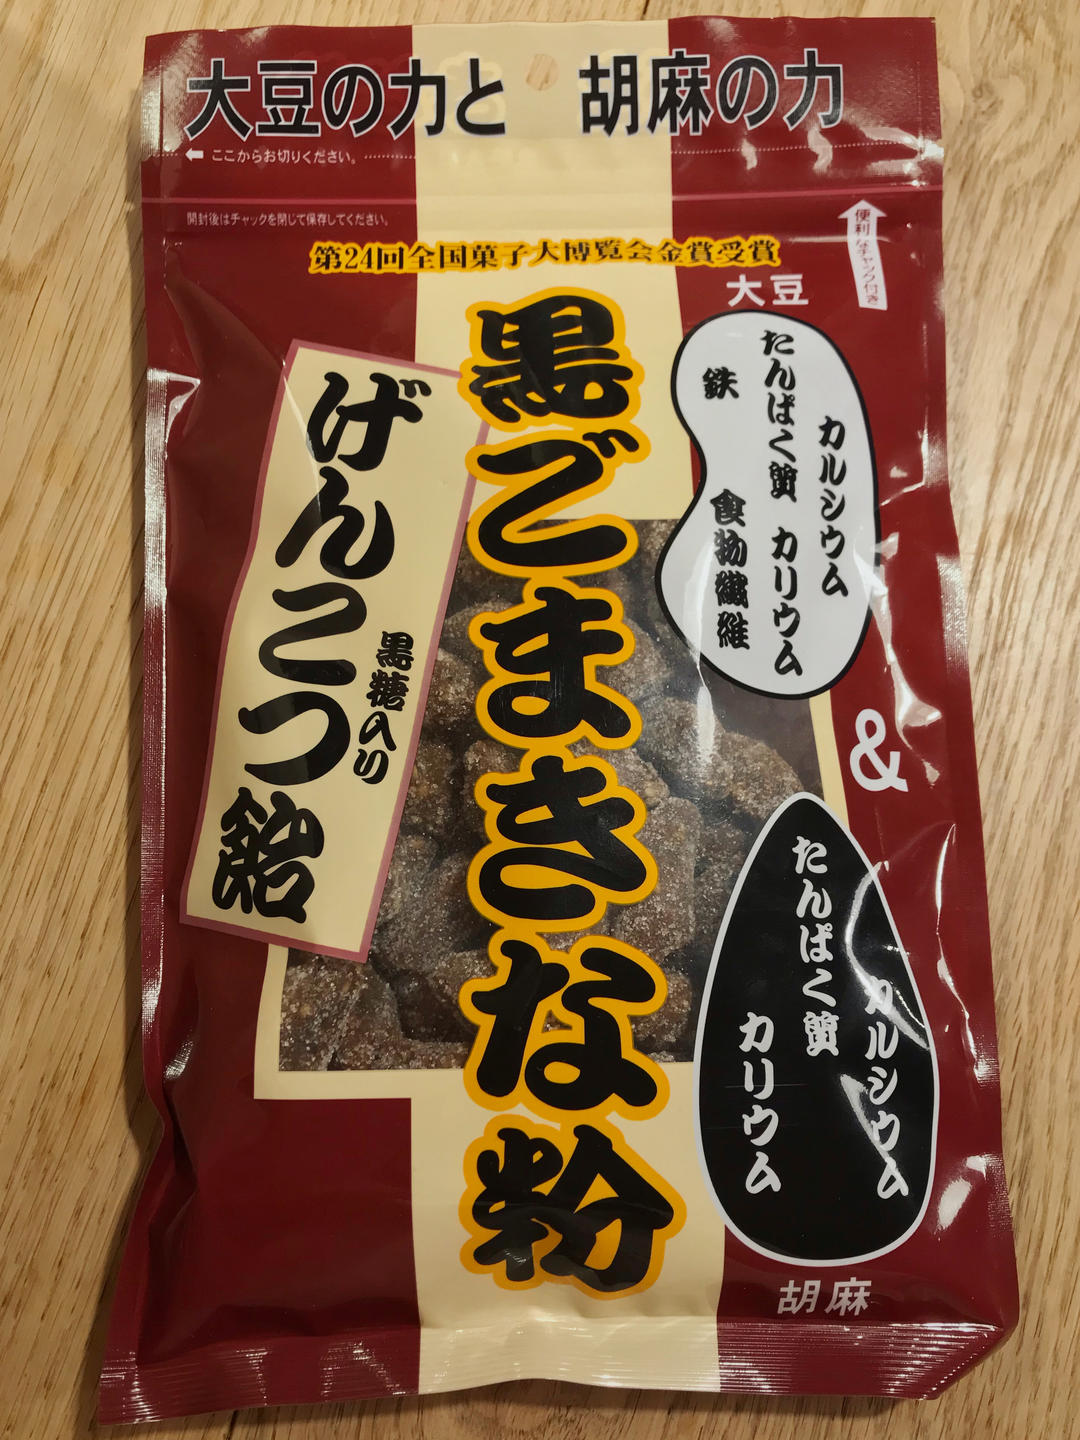 大豆の力と 胡麻の力
ここからお切りください。
開封後はチャックを閉じて保存してください。
便利なチャック付き
第24回全国菓子大博覧会金賞受賞
大豆
カルシウム
たんぱく質 カリウム
鉄 食物繊維
黒ごまきな粉
黒糖入り
げんこつ飴
&
カルシウム
たんぱく質
カリウム
胡麻